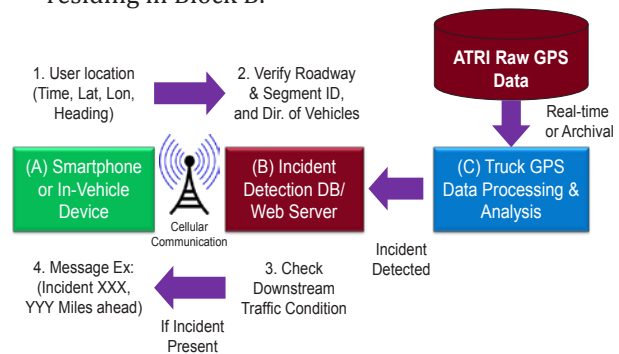 residing in Block B.
ATRI Raw GPS
Data
1. User location
(Time, Lat, Lon,
Heading)
2. Verify Roadway
& Segment ID,
and Dir. of Vehicles
Real-time
or Archival
(A) Smartphone
or In-Vehicle
Device
Cellular
Communication
(B) Incident
Detection DB/
Web Server
(C) Truck GPS
Data Processing &
Analysis
Incident
Detected
4. Message Ex:
(Incident XXX,
YYY Miles ahead)
If Incident
Present
3. Check
Downstream
Traffic Condition